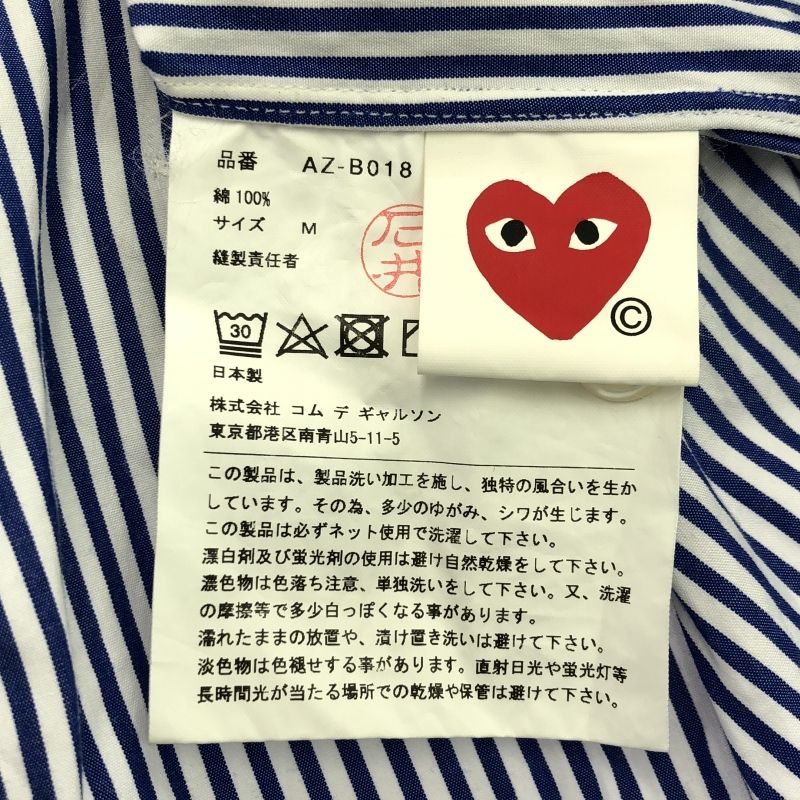 品番 AZ-B018
綿 100%
サイズ M
縫製責任者
石井
30
日本製
©
株式会社 コム デ ギャルソン
東京都港区南青山5-11-5
この製品は、製品洗い加工を施し、独特の風合いを生か
しています。その為、多少のゆがみ、シワが生じます。
この製品は必ずネット使用で洗濯して下さい。
漂白剤及び蛍光剤の使用は避け自然乾燥をして下さい。
濃色物は色落ち注意、単独洗いをして下さい。又、洗濯
の摩擦等で多少白っぽくなる事があります。
濡れたままの放置や、漬け置き洗いは避けて下さい。
淡色物は色褪せする事があります。直射日光や蛍光灯等
長時間光が当たる場所での乾燥や保管は避けて下さい。